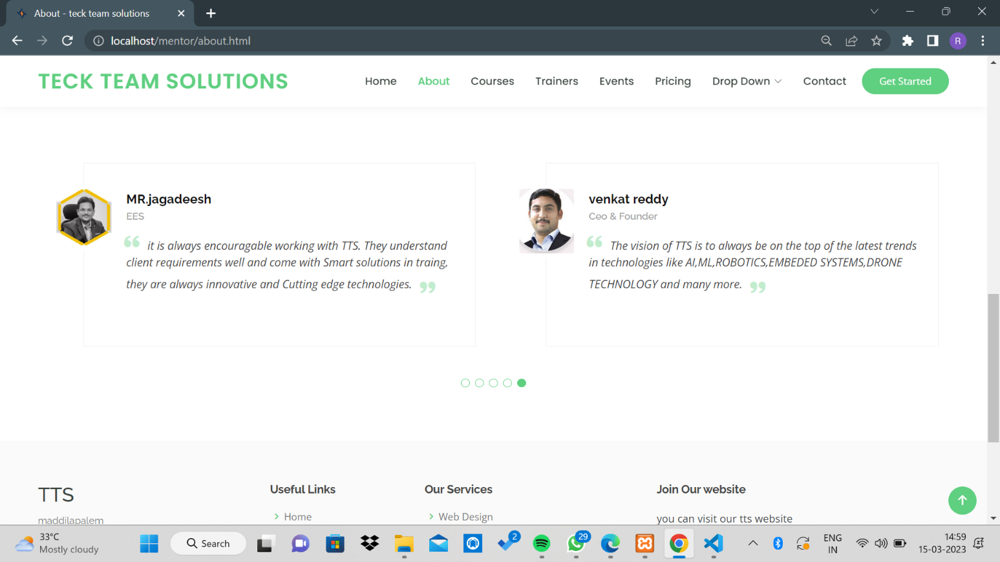 About - teck team solutions
localhost/mentor/about.html
R
TECK TEAM SOLUTIONS
Home About Courses Trainers Events Pricing Drop Down Contact Get Started
MR.jagadeesh
EES
“ it is always encouragable working with TTS. They understand
client requirements well and come with Smart solutions in traing,
they are always innovative and Cutting edge technologies. ”
venkat reddy
Ceo & Founder
“ The vision of TTS is to always be on the top of the latest trends
in technologies like AI,ML,ROBOTICS,EMBEDED SYSTEMS,DRONE
TECHNOLOGY and many more. ”
TTS
maddilapalem
Useful Links
Home
Our Services
Web Design
Join Our website
you can visit our tts website
33°C
Mostly cloudy
Search
2
29
ENG
IN
14:59
15-03-2023